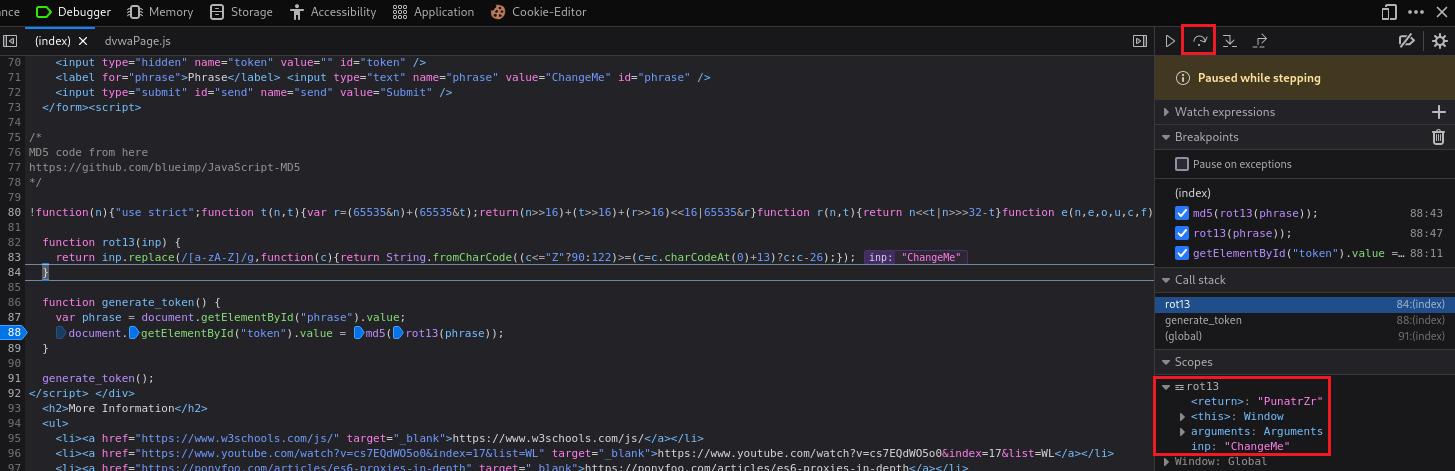 nce Debugger Memory Storage Accessibility Application Cookie-Editor
(index) dvwaPage.js
70 <input type="hidden" name="token" value="" id="token" />
71 <label for="phrase">Phrase</label> <input type="text" name="phrase" value="ChangeMe" id="phrase" />
72 <input type="submit" id="send" name="send" value="Submit" />
73 </form><script>
74
75 /*
76 MD5 code from here
77 https://github.com/blueimp/JavaScript-MD5
78 */
79
80 !function(n){"use strict";function t(n,t){var r=(65535&n)+(65535&t);return(n>>16)+(t>>16)+(r>>16)<<16|65535&r}function r(n,t){return n<<t|n>>>32-t}function e(n,e,o,u,c,f)
81
82 function rot13(inp) {
83 return inp.replace(/[a-zA-Z]/g,function(c){return String.fromCharCode((c<="Z"?90:122)>=(c=c.charCodeAt(0)+13)?c:c-26);}); inp: "ChangeMe"
84 }
85
86 function generate_token() {
87 var phrase = document.getElementById("phrase").value;
88 document.getElementById("token").value = md5(rot13(phrase));
89 }
90
91 generate_token();
92 </script> </div>
93 <h2>More Information</h2>
94 <ul>
95 <li><a href="https://www.w3schools.com/js/" target="_blank">https://www.w3schools.com/js/</a></li>
96 <li><a href="https://www.youtube.com/watch?v=cs7EQdWO5o0&index=17&list=WL" target="_blank">https://www.youtube.com/watch?v=cs7EQdWO5o0&index=17&list=WL</a></li>
97 <li><a href="https://ponyfoo.com/articles/es6-proxies-in-depth" target="_blank">https://ponyfoo.com/articles/es6-proxies-in-depth</a></li>
Paused while stepping
Watch expressions
Breakpoints
Pause on exceptions
(index)
md5(rot13(phrase)); 88:43
rot13(phrase)); 88:47
getElementById("token").value =… 88:11
Call stack
rot13 84:(index)
generate_token 88:(index)
(global) 91:(index)
Scopes
rot13
<return>: "PunatrZr"
<this>: Window
arguments: Arguments
inp: "ChangeMe"
Window: Global